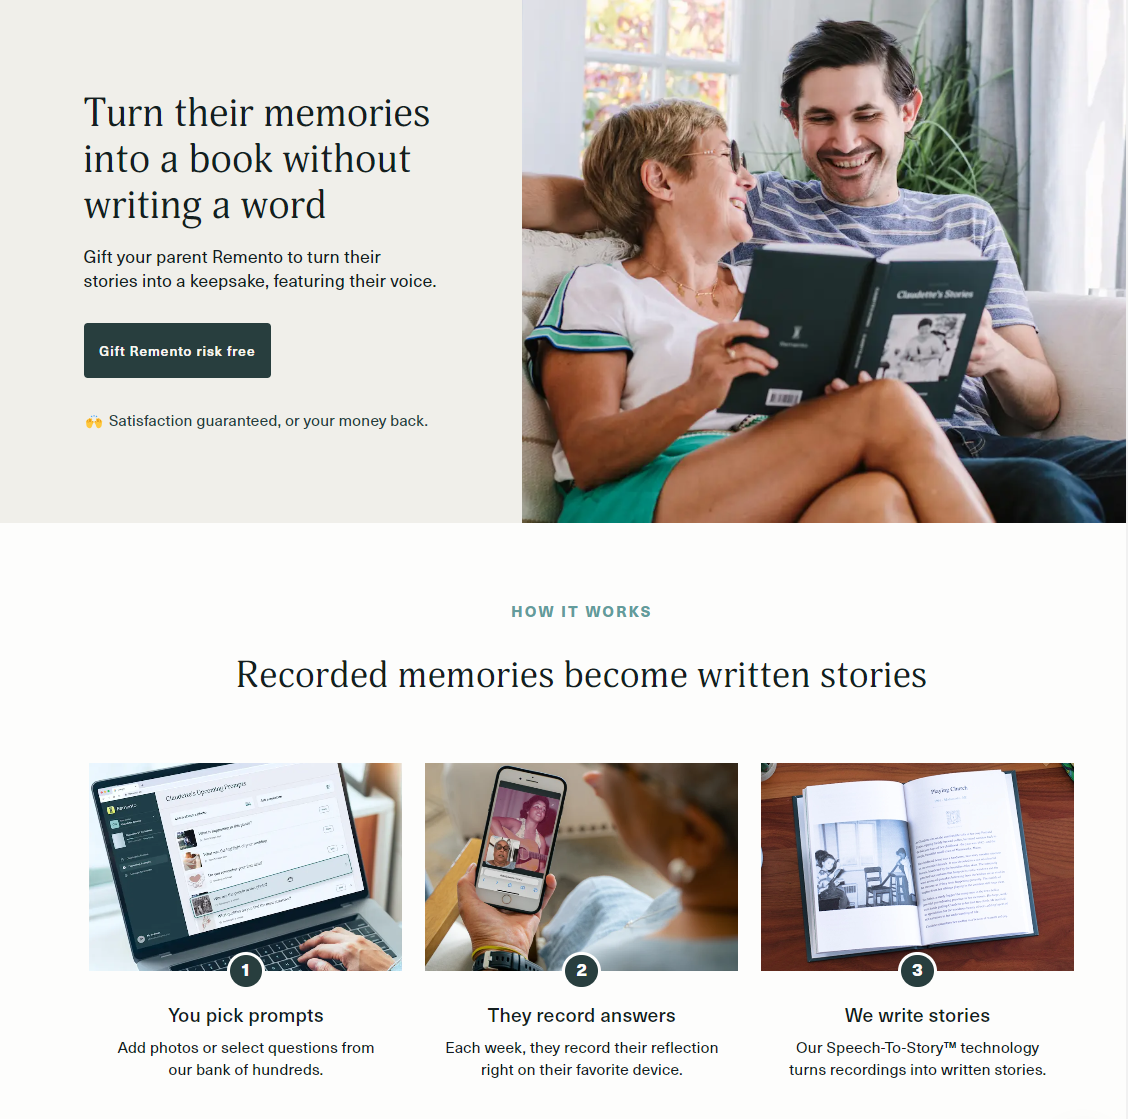 Turn their memories
into a book without
writing a word
Gift your parent Remento to turn their
stories into a keepsake, featuring their voice.
Gift Remento risk free
🙌 Satisfaction guaranteed, or your money back.
Claudette's Stories
Remento
HOW IT WORKS
Recorded memories become written stories
Claudette's Upcoming Prompts
Playing Church
1
2
3
You pick prompts
They record answers
We write stories
Add photos or select questions from
our bank of hundreds.
Each week, they record their reflection
right on their favorite device.
Our Speech-To-Story™ technology
turns recordings into written stories.